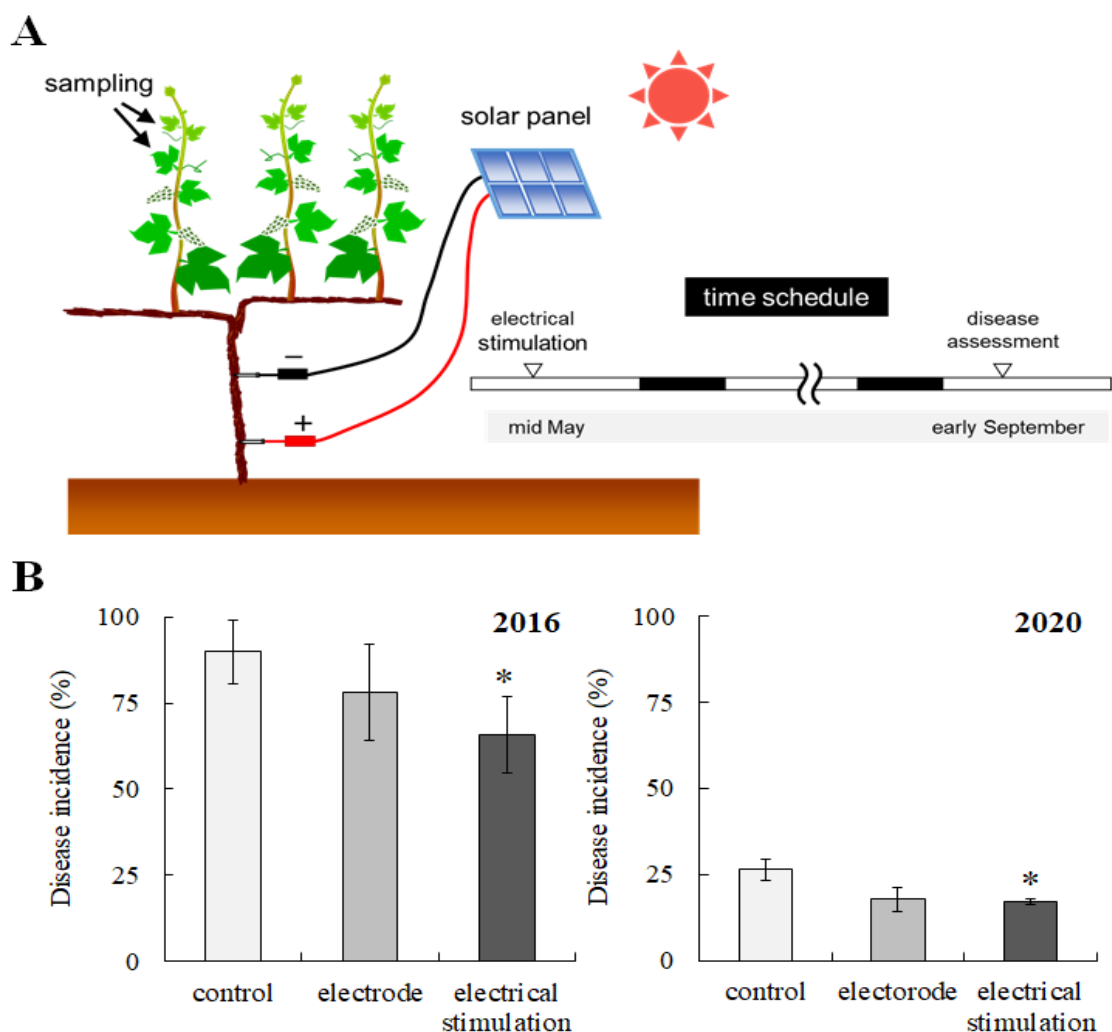 A
sampling
solar panel
time schedule
electrical
stimulation
disease
assessment
mid May
early September
−
+
B
2016
Disease incidence (%)
100
75
50
25
0
control
electrode
electrical
stimulation
*
2020
Disease incidence (%)
100
75
50
25
0
control
electorode
electrical
stimulation
*